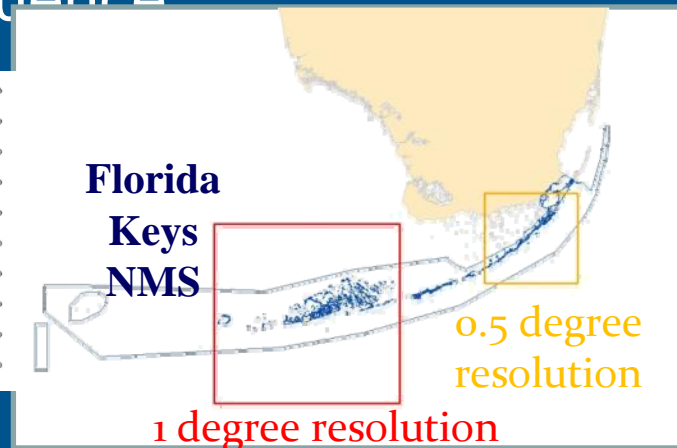 Florida
Keys
NMS
0.5 degree
resolution
1 degree resolution